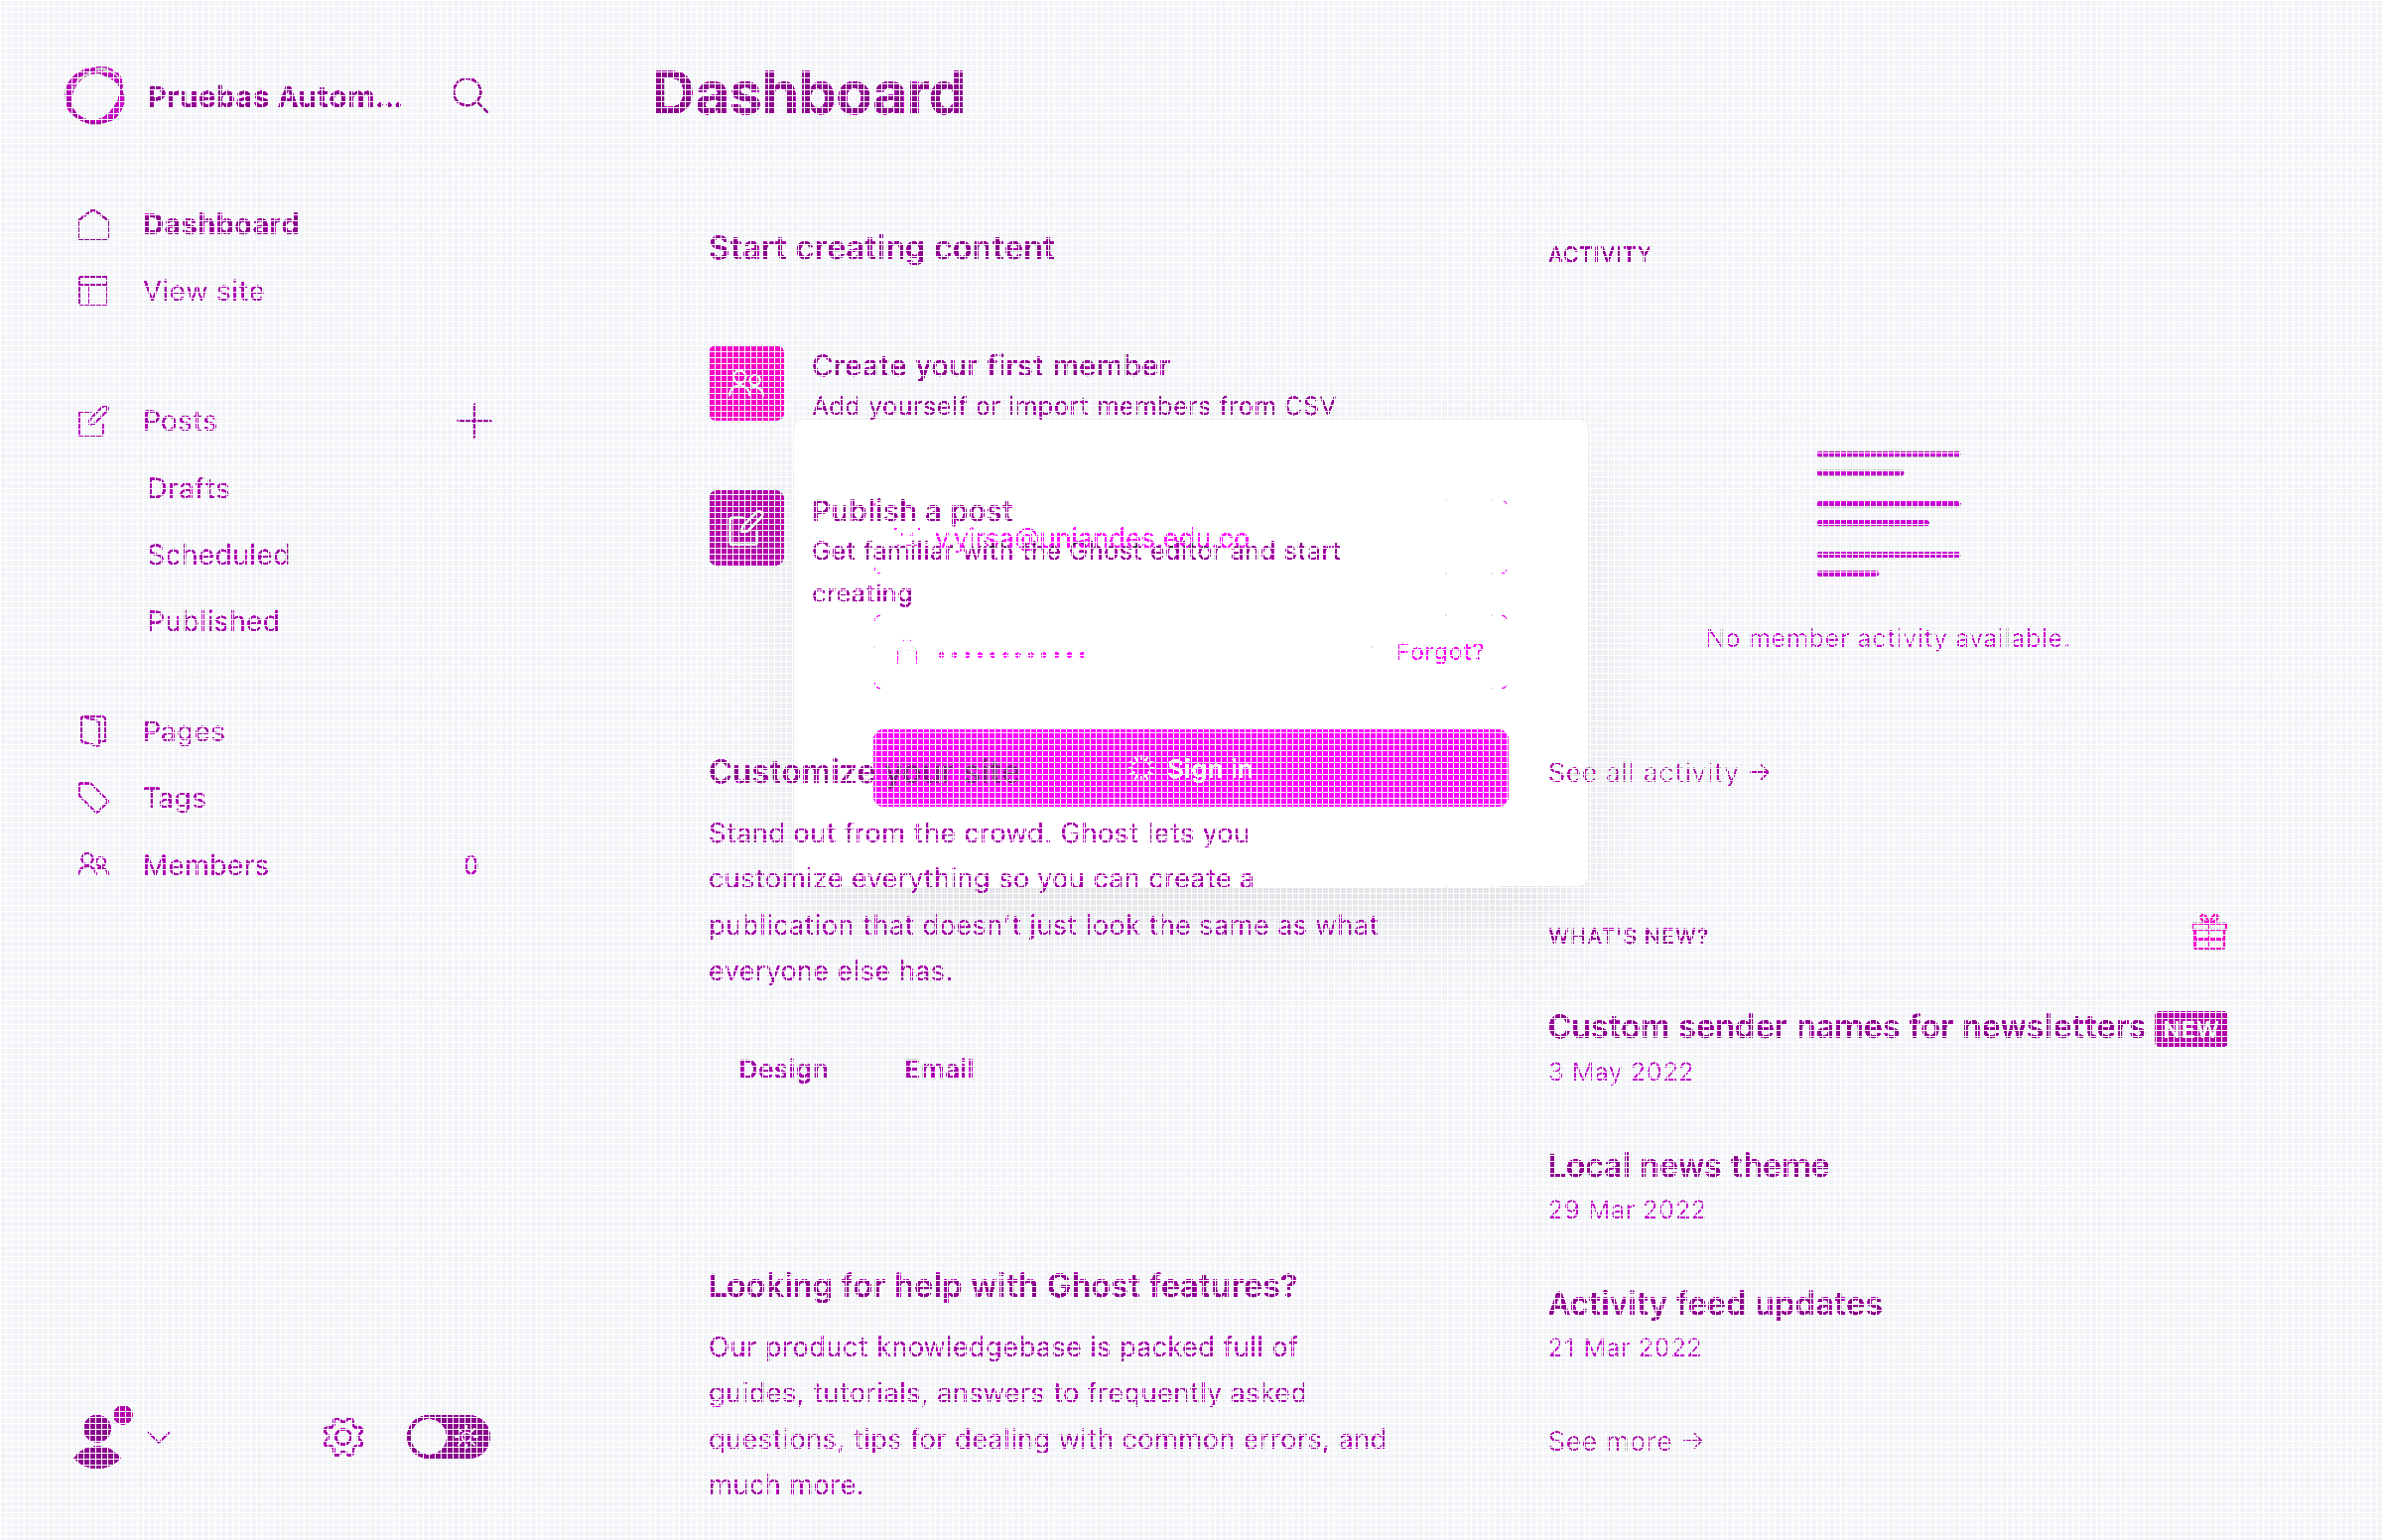 Pruebas Autom...
Dashboard
View site
Posts
Drafts
Scheduled
Published
Pages
Tags
Members 0
Dashboard
Start creating content
Create your first member
Add yourself or import members from CSV
Publish a post
Get familiar with the Ghost editor and start
creating
Forgot?
Sign in
Customize your site
Stand out from the crowd. Ghost lets you
customize everything so you can create a
publication that doesn't just look the same as what
everyone else has.
Design Email
Looking for help with Ghost features?
Our product knowledgebase is packed full of
guides, tutorials, answers to frequently asked
questions, tips for dealing with common errors, and
much more.
ACTIVITY
No member activity available.
See all activity →
WHAT'S NEW?
Custom sender names for newsletters NEW
3 May 2022
Local news theme
29 Mar 2022
Activity feed updates
21 Mar 2022
See more →